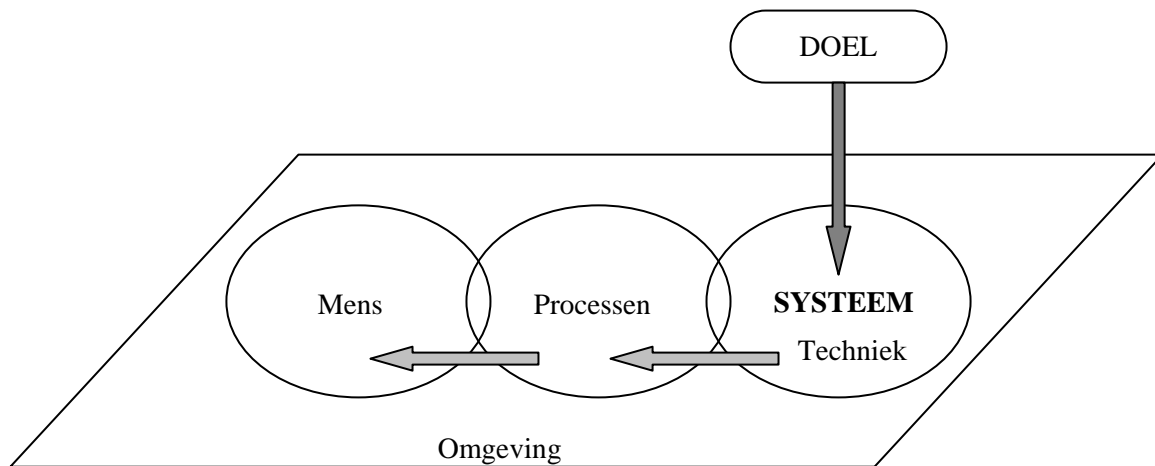 DOEL
Mens
Processen
SYSTEEM
Techniek
Omgeving